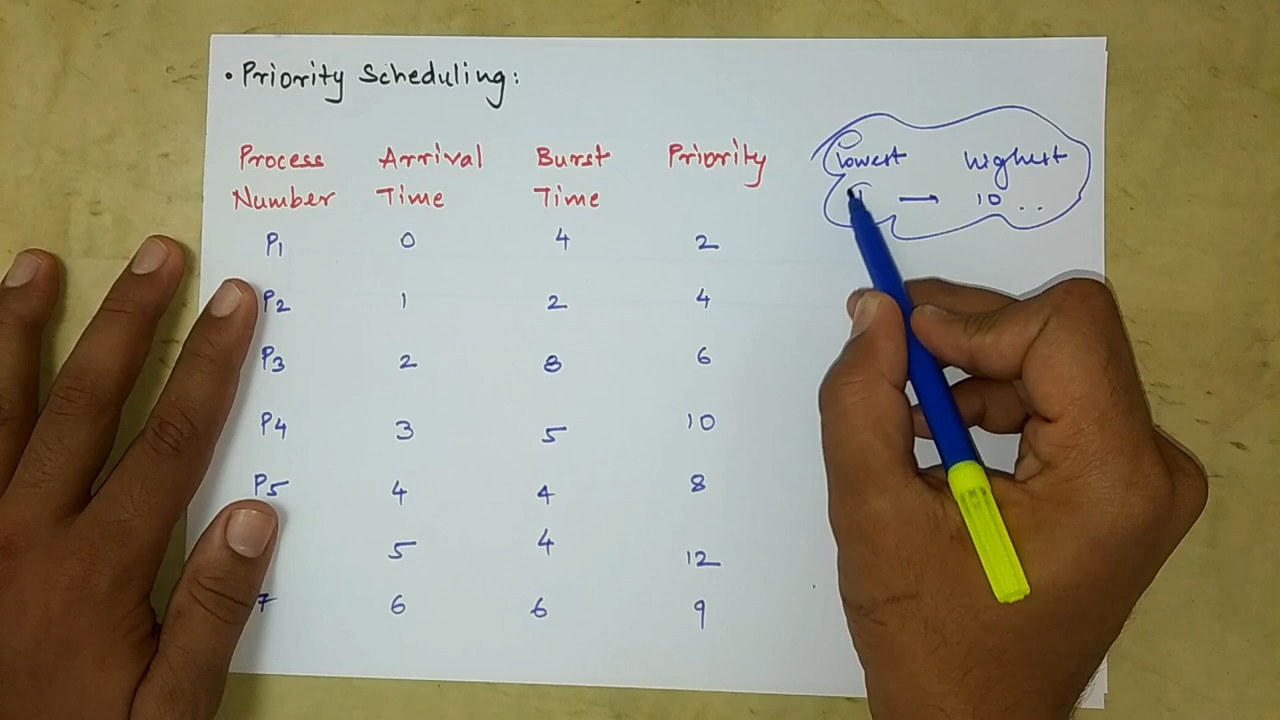 • Priority Scheduling:
Process Arrival Burst Priority lowest highest
Number Time Time 1 → 10 ..
P1 0 4 2
P2 1 2 4
P3 2 8 6
P4 3 5 10
P5 4 4 8
5 4 12
7 6 6 9